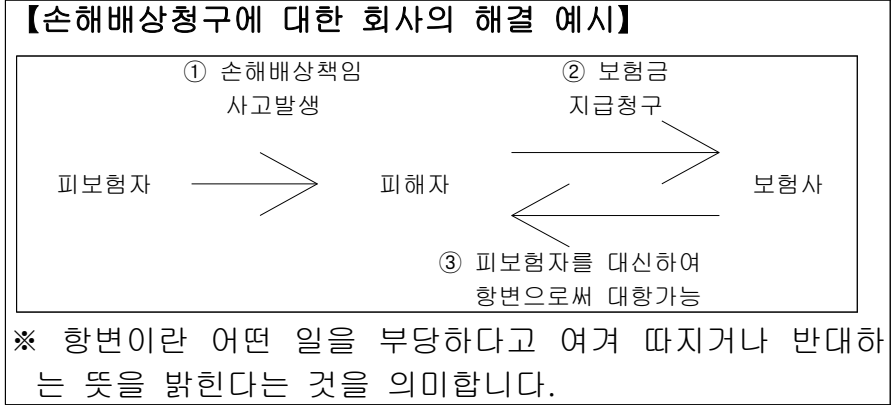 【손해배상청구에 대한 회사의 해결 예시】
① 손해배상책임
사고발생
② 보험금
지급청구
피보험자
피해자
보험사
③ 피보험자를 대신하여
항변으로써 대항가능
※ 항변이란 어떤 일을 부당하다고 여겨 따지거나 반대하
는 뜻을 밝힌다는 것을 의미합니다.